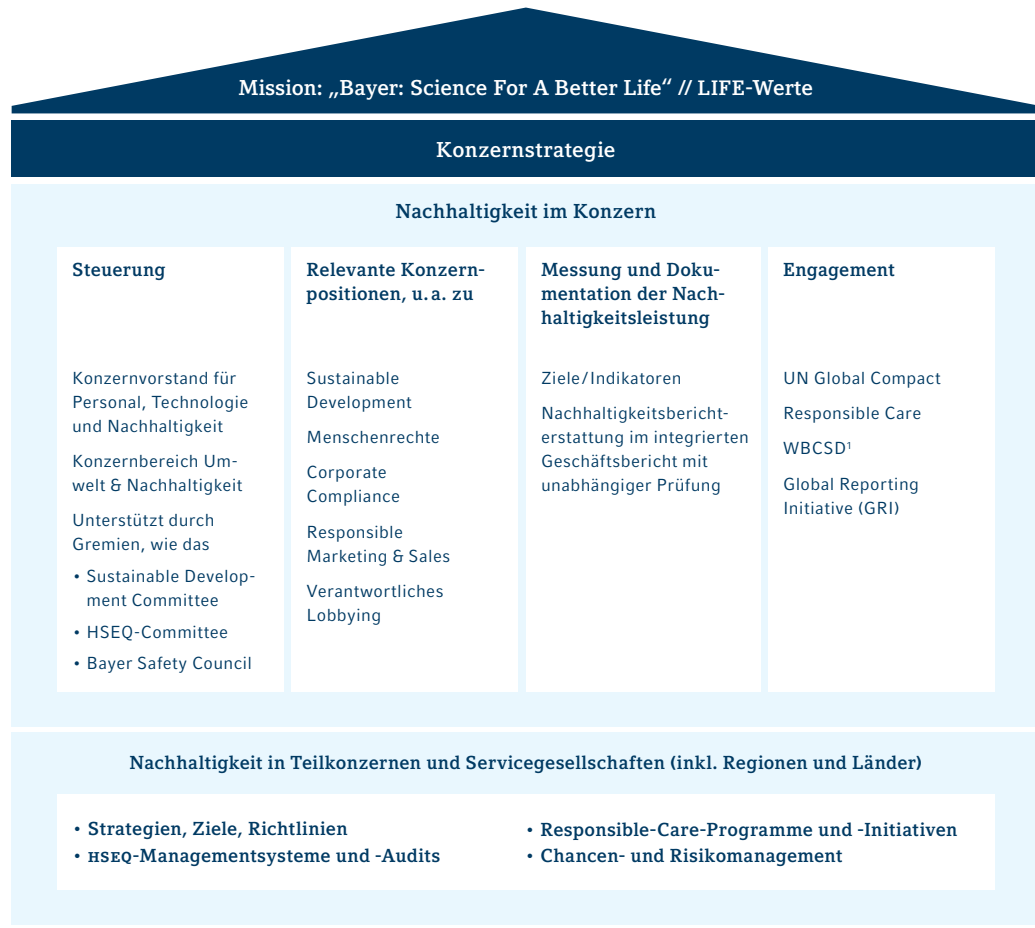 Mission: „Bayer: Science For A Better Life“ // LIFE-Werte
Konzernstrategie
Nachhaltigkeit im Konzern
Steuerung
Konzernvorstand für
Personal, Technologie
und Nachhaltigkeit
Konzernbereich Um-
welt & Nachhaltigkeit
Unterstützt durch
Gremien, wie das
• Sustainable Develop-
ment Committee
• HSEQ-Committee
• Bayer Safety Council
Relevante Konzern-
positionen, u. a. zu
Sustainable
Development
Menschenrechte
Corporate
Compliance
Responsible
Marketing & Sales
Verantwortliches
Lobbying
Messung und Doku-
mentation der Nach-
haltigkeitsleistung
Ziele/Indikatoren
Nachhaltigkeitsbericht-
erstattung im integrierten
Geschäftsbericht mit
unabhängiger Prüfung
Engagement
UN Global Compact
Responsible Care
WBCSD¹
Global Reporting
Initiative (GRI)
Nachhaltigkeit in Teilkonzernen und Servicegesellschaften (inkl. Regionen und Länder)
• Strategien, Ziele, Richtlinien
• HSEQ-Managementsysteme und -Audits
• Responsible-Care-Programme und -Initiativen
• Chancen- und Risikomanagement